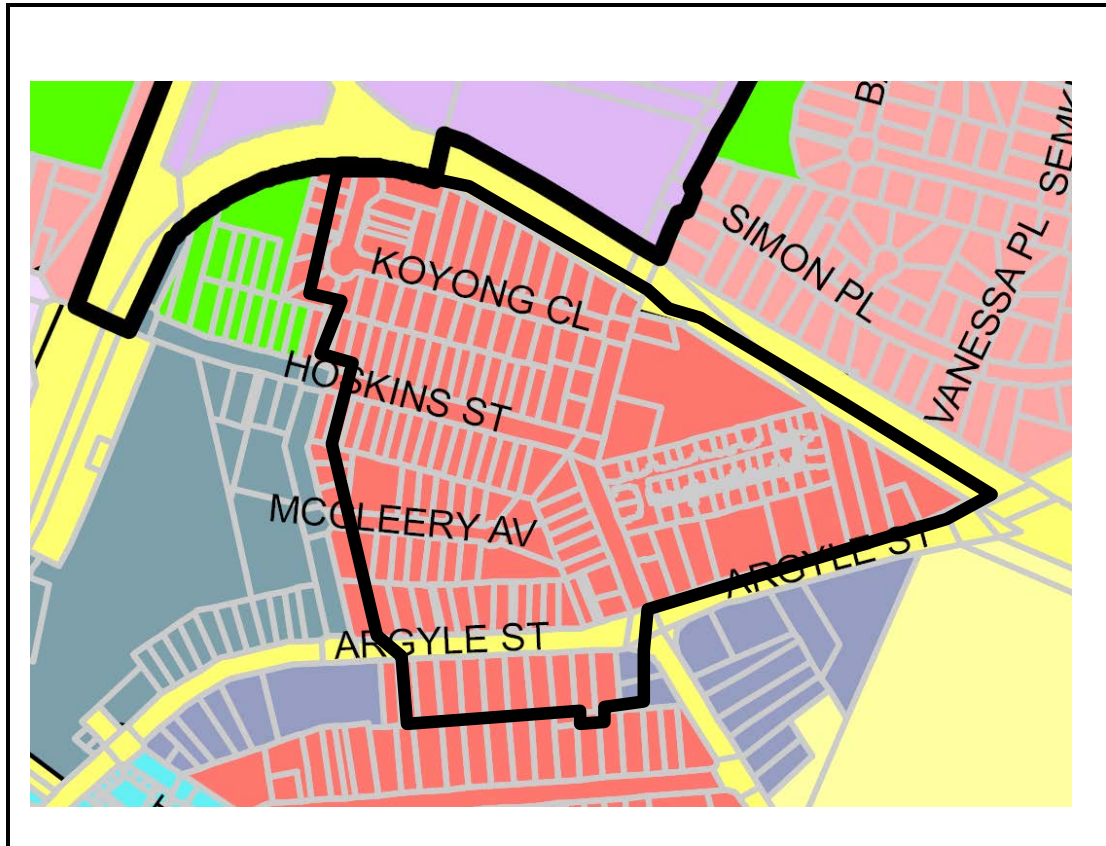 SIMON PL
VANESSA PL
KOYONG CL
HOSKINS ST
MCCLEERY AV
ARGYLE ST
ARGYLE ST